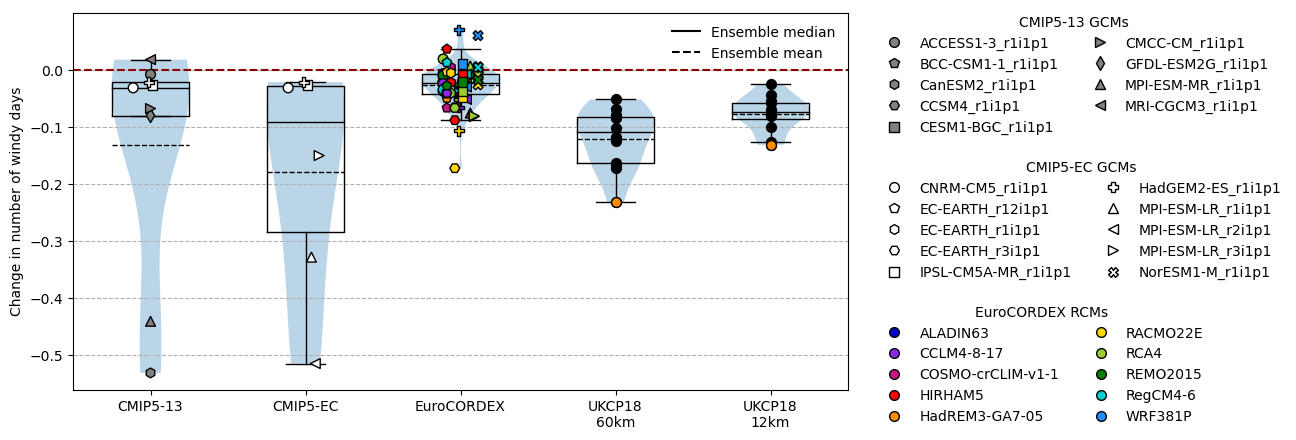 Change in number of windy days
0.0
−0.1
−0.2
−0.3
−0.4
−0.5
Ensemble median
Ensemble mean
CMIP5-13
CMIP5-EC
EuroCORDEX
UKCP18
60km
UKCP18
12km
CMIP5-13 GCMs
ACCESS1-3_r1i1p1
BCC-CSM1-1_r1i1p1
CanESM2_r1i1p1
CCSM4_r1i1p1
CESM1-BGC_r1i1p1
CMCC-CM_r1i1p1
GFDL-ESM2G_r1i1p1
MPI-ESM-MR_r1i1p1
MRI-CGCM3_r1i1p1
CMIP5-EC GCMs
CNRM-CM5_r1i1p1
EC-EARTH_r12i1p1
EC-EARTH_r1i1p1
EC-EARTH_r3i1p1
IPSL-CM5A-MR_r1i1p1
HadGEM2-ES_r1i1p1
MPI-ESM-LR_r1i1p1
MPI-ESM-LR_r2i1p1
MPI-ESM-LR_r3i1p1
NorESM1-M_r1i1p1
EuroCORDEX RCMs
ALADIN63
CCLM4-8-17
COSMO-crCLIM-v1-1
HIRHAM5
HadREM3-GA7-05
RACMO22E
RCA4
REMO2015
RegCM4-6
WRF381P